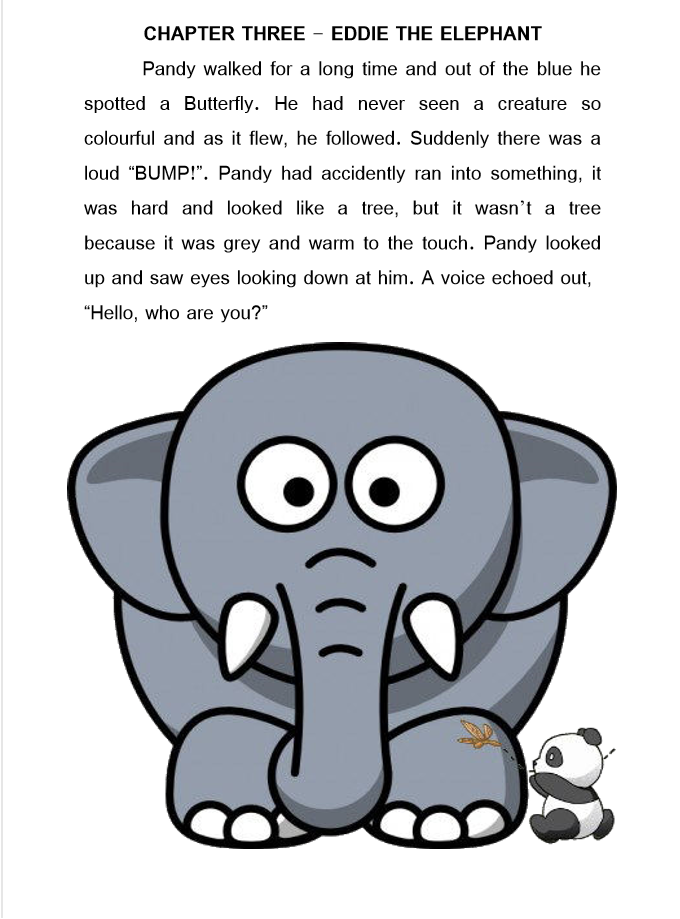 CHAPTER THREE – EDDIE THE ELEPHANT
Pandy walked for a long time and out of the blue he
spotted a Butterfly. He had never seen a creature so
colourful and as it flew, he followed. Suddenly there was a
loud “BUMP!”. Pandy had accidently ran into something, it
was hard and looked like a tree, but it wasn’t a tree
because it was grey and warm to the touch. Pandy looked
up and saw eyes looking down at him. A voice echoed out,
“Hello, who are you?”